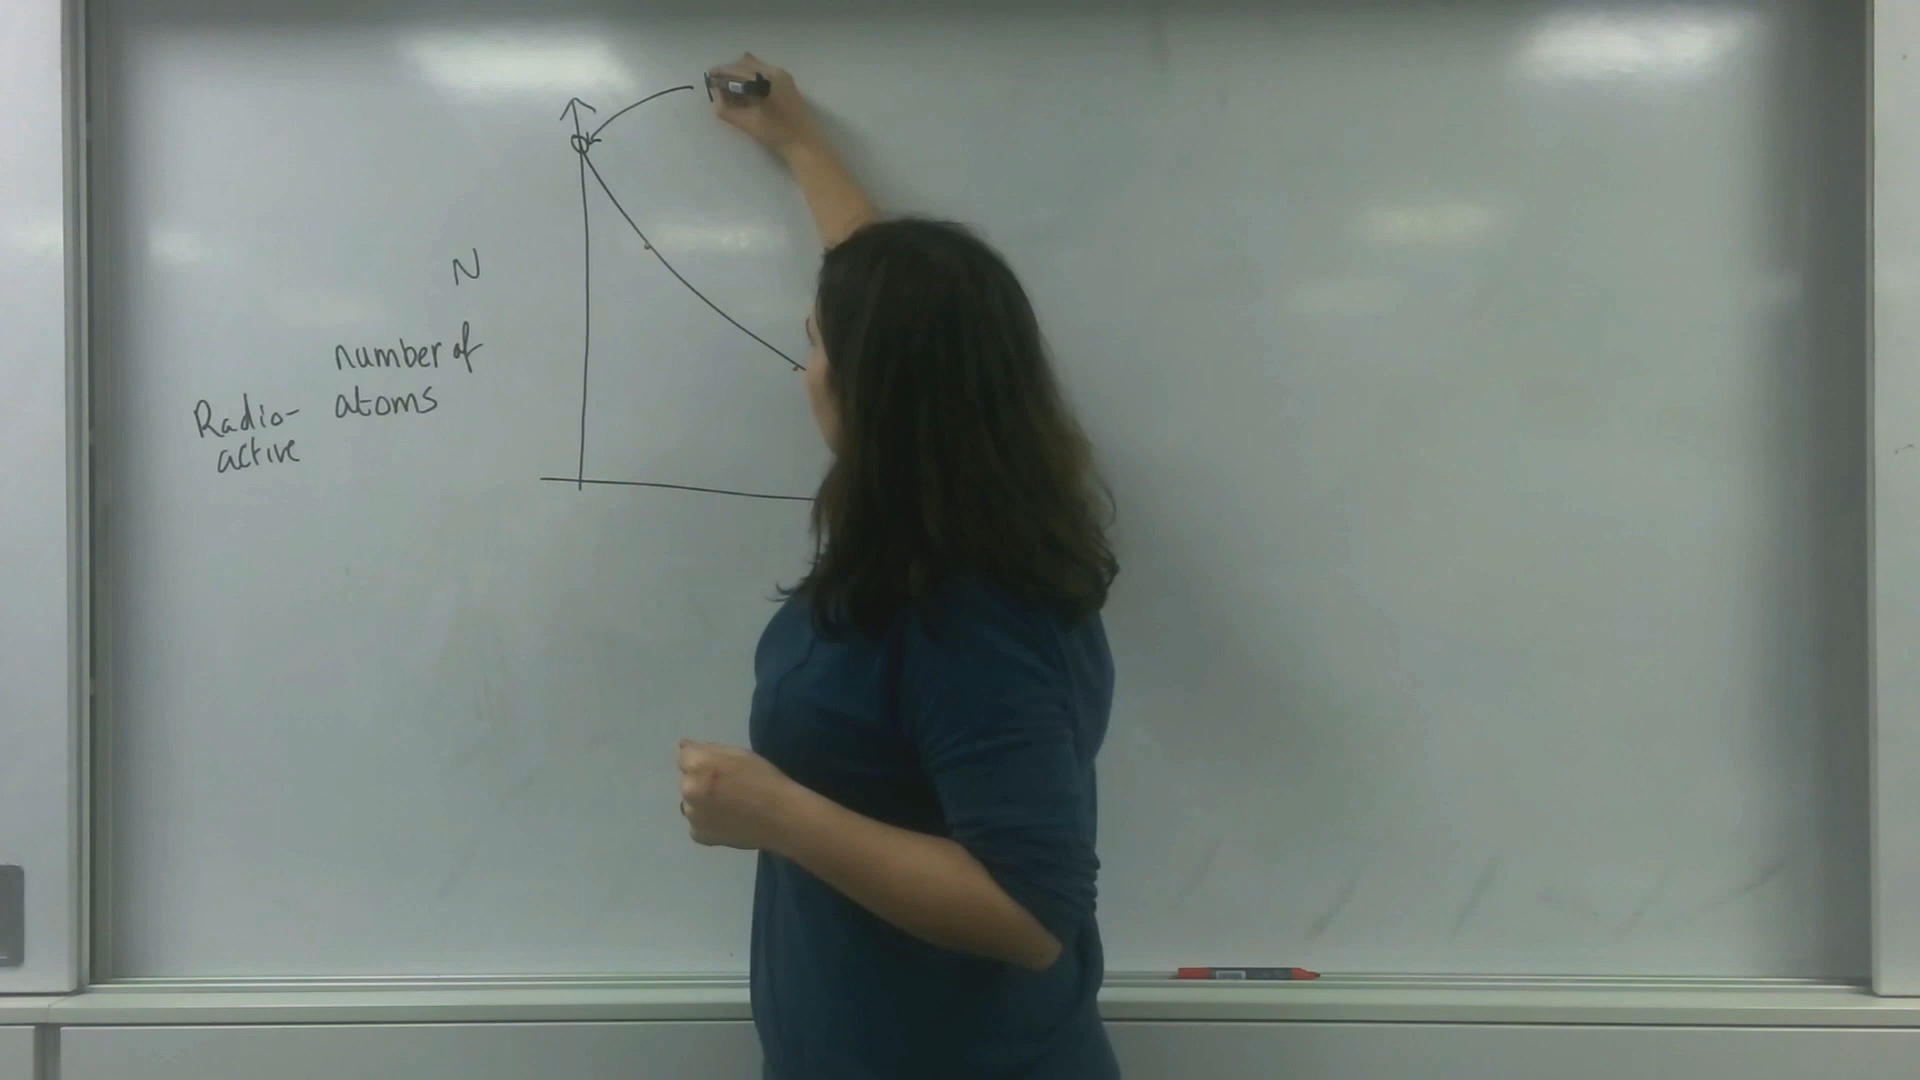 N
number of
atoms
Radio-
active